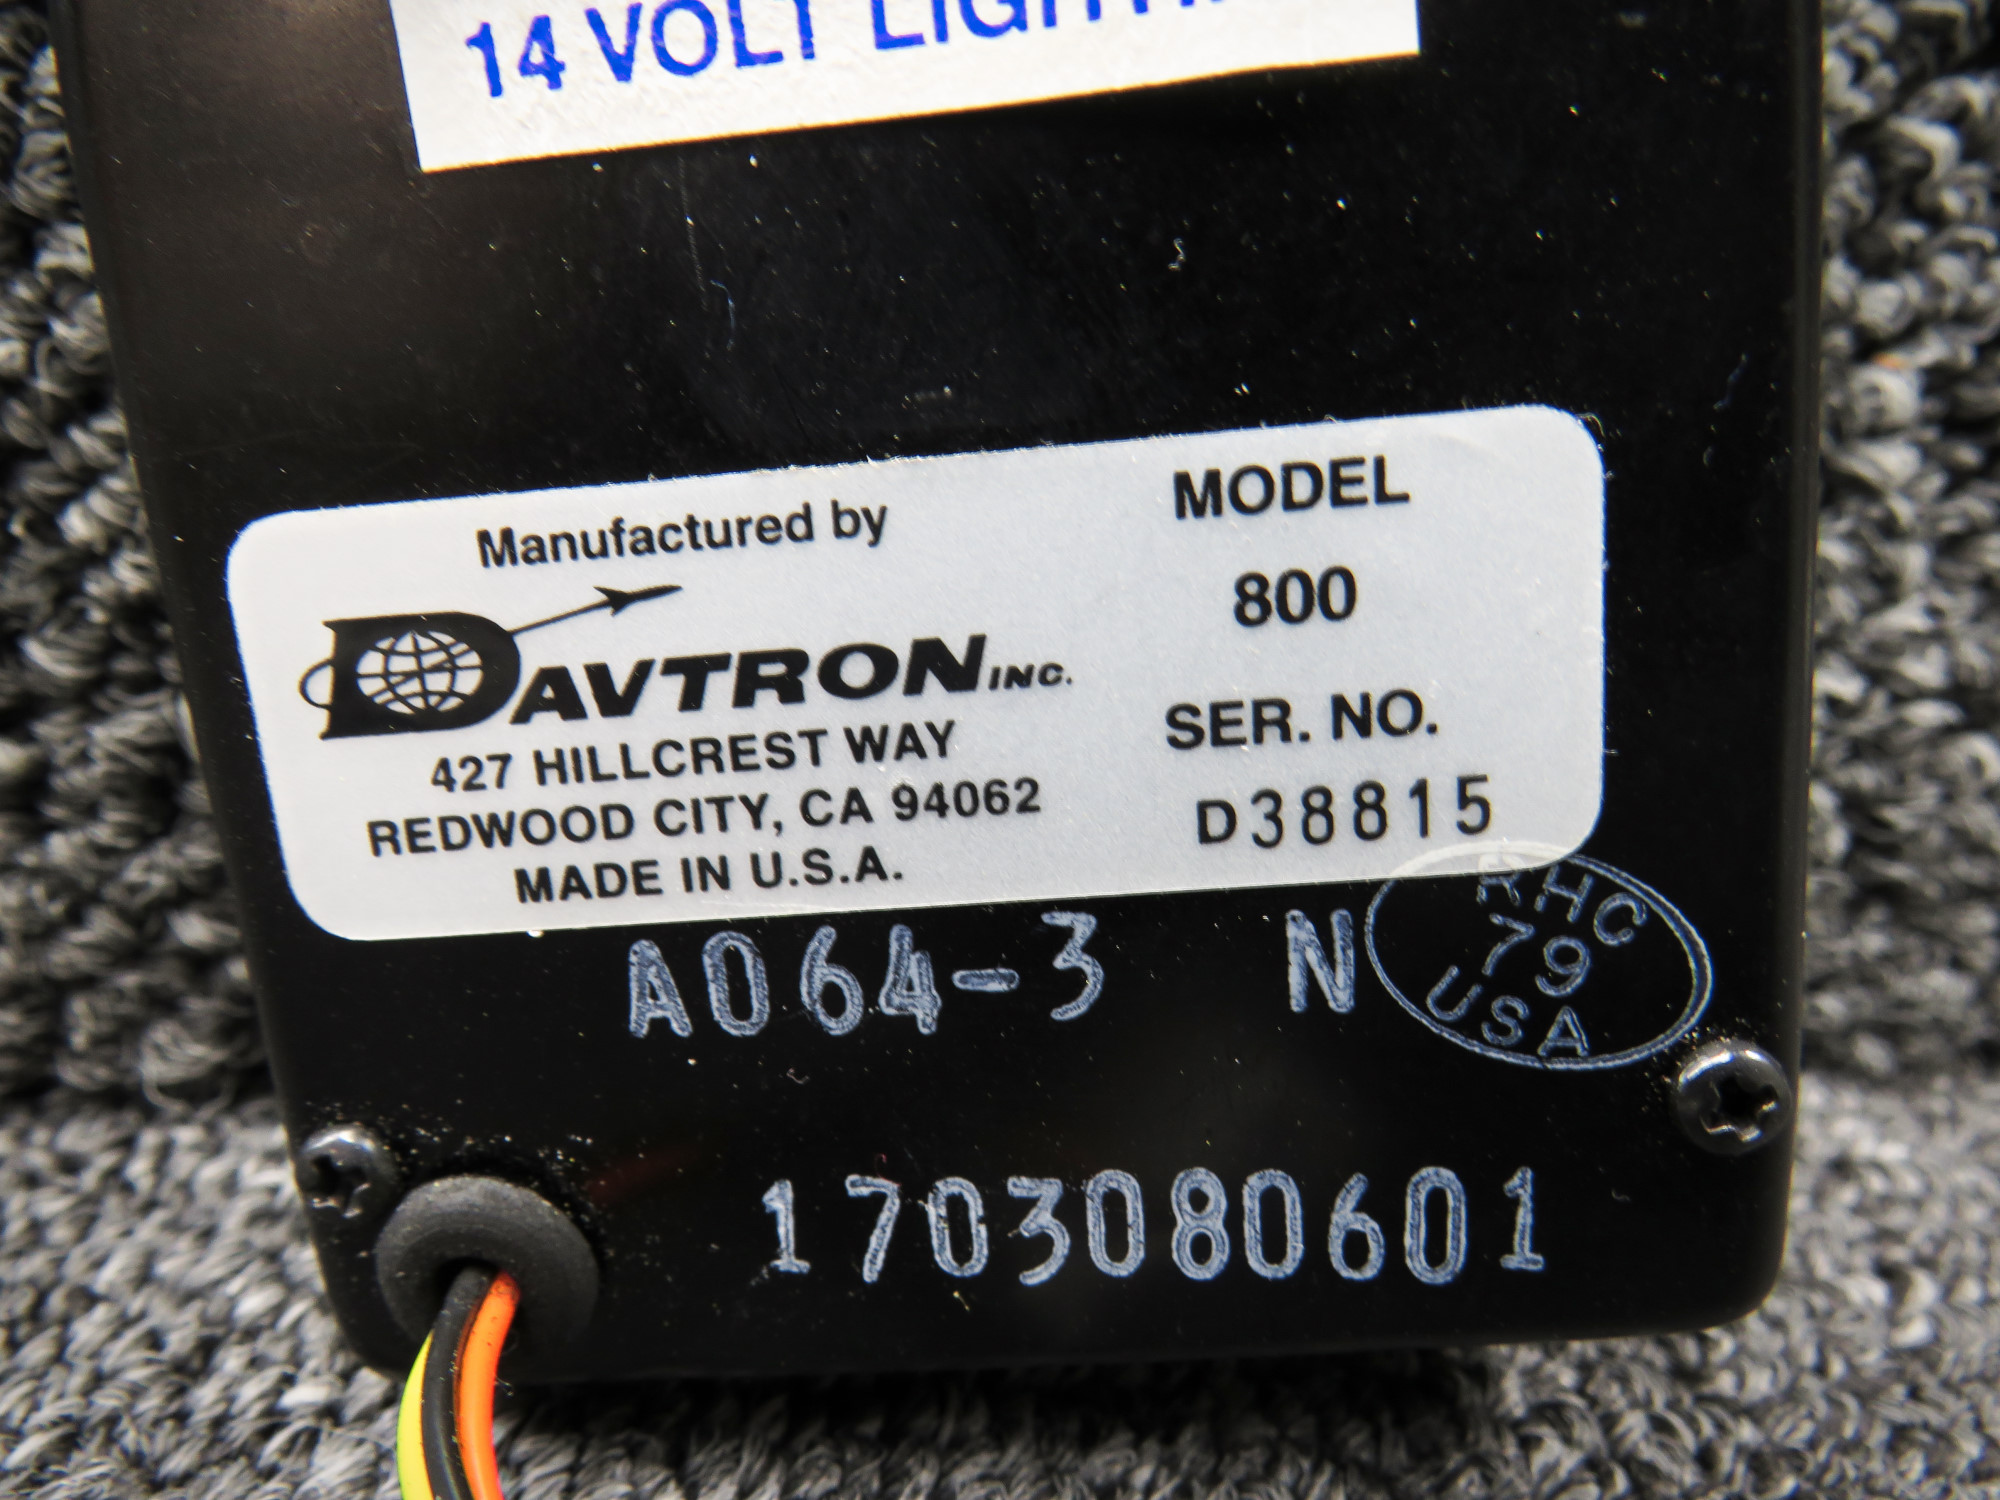 14 VOLT
Manufactured by
DAVTRON INC.
427 HILLCREST WAY
REDWOOD CITY, CA 94062
MADE IN U.S.A.
MODEL
800
SER. NO.
D38815
A064-3 N
RHC
79
USA
1703080601